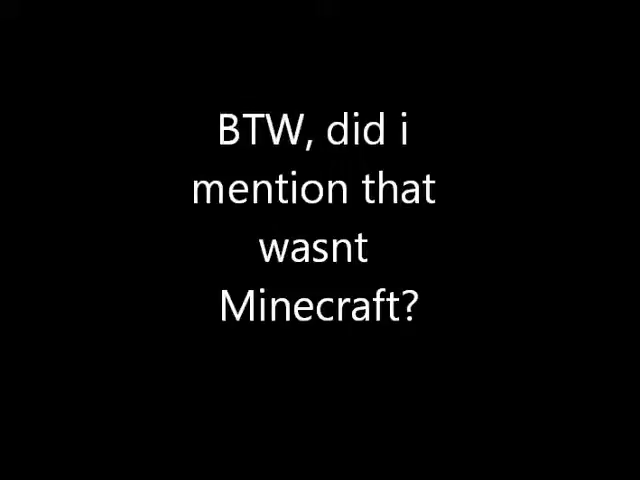 BTW, did i
mention that
wasnt
Minecraft?